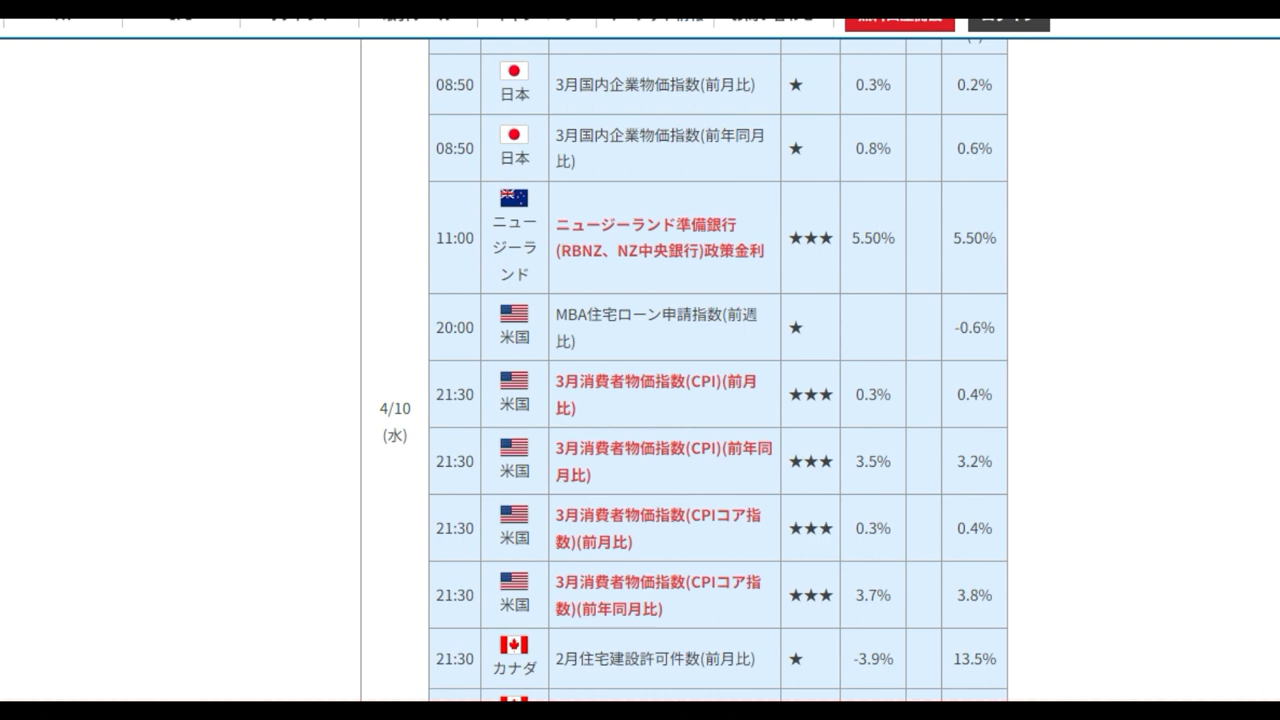 08:50
日本
3月国内企業物価指数(前月比)
★
0.3%
0.2%
08:50
日本
3月国内企業物価指数(前年同月
比)
★
0.8%
0.6%
11:00
ニュー
ジーラ
ンド
ニュージーランド準備銀行
(RBNZ、NZ中央銀行)政策金利
★★★
5.50%
5.50%
20:00
米国
MBA住宅ローン申請指数(前週
比)
★
-0.6%
4/10
(水)
21:30
米国
3月消費者物価指数(CPI)(前月
比)
★★★
0.3%
0.4%
21:30
米国
3月消費者物価指数(CPI)(前年同
月比)
★★★
3.5%
3.2%
21:30
米国
3月消費者物価指数(CPIコア指
数)(前月比)
★★★
0.3%
0.4%
21:30
米国
3月消費者物価指数(CPIコア指
数)(前年同月比)
★★★
3.7%
3.8%
21:30
カナダ
2月住宅建設許可件数(前月比)
★
-3.9%
13.5%